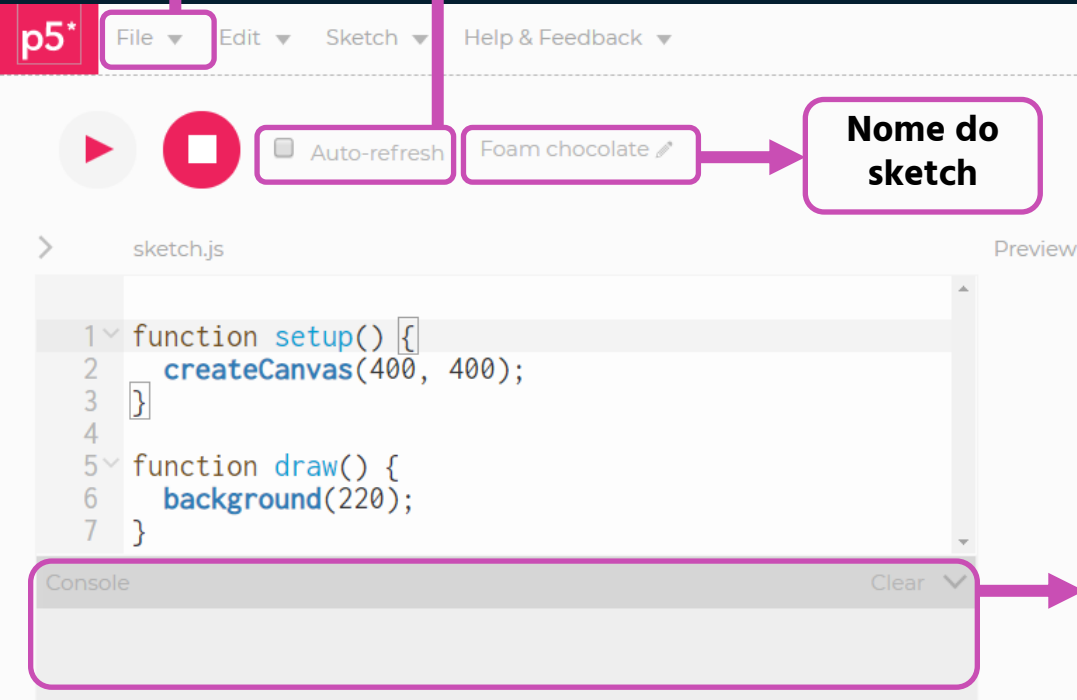 p5* File Edit Sketch Help & Feedback
Auto-refresh Foam chocolate
Nome do
sketch
sketch.js Preview
1 function setup() {
2 createCanvas(400, 400);
3 }
4
5 function draw() {
6 background(220);
7 }
Console Clear